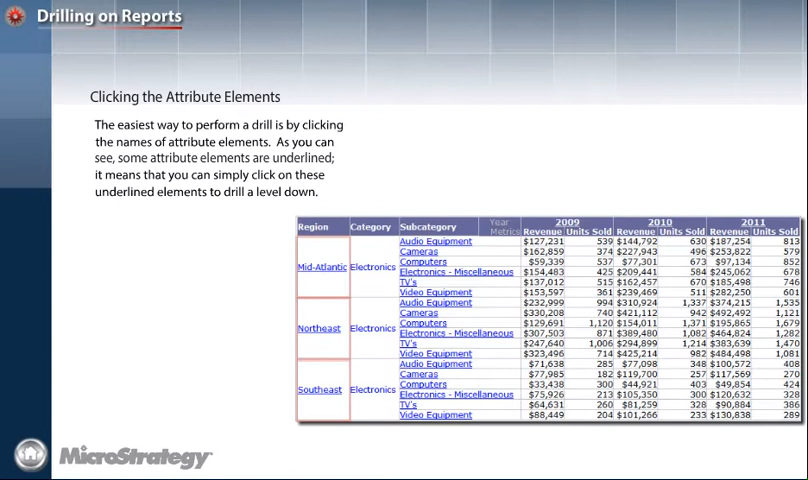 Drilling on Reports
Clicking the Attribute Elements
The easiest way to perform a drill is by clicking
the names of attribute elements.  As you can
see, some attribute elements are underlined;
it means that you can simply click on these
underlined elements to drill a level down.
Year 2009 2010 2011
Region Category Subcategory Metrics Revenue Units Sold Revenue Units Sold Revenue Units Sold
Mid-Atlantic Electronics Audio Equipment $127,231 539 $144,792 630 $187,254 813
Cameras $162,859 374 $227,943 496 $253,822 579
Computers $59,339 537 $77,301 673 $97,134 852
Electronics - Miscellaneous $154,483 425 $209,441 584 $245,062 678
TV's $137,012 515 $162,457 670 $185,498 746
Video Equipment $153,597 361 $239,469 511 $282,250 601
Northeast Electronics Audio Equipment $232,999 994 $310,924 1,337 $374,215 1,535
Cameras $330,208 740 $421,112 942 $492,492 1,121
Computers $129,691 1,120 $154,011 1,371 $195,865 1,679
Electronics - Miscellaneous $307,503 871 $389,480 1,082 $464,824 1,282
TV's $247,640 1,006 $294,899 1,214 $383,639 1,470
Video Equipment $323,496 714 $425,214 982 $484,498 1,081
Southeast Electronics Audio Equipment $71,638 285 $77,098 348 $100,572 408
Cameras $77,985 182 $119,700 257 $117,569 270
Computers $33,438 300 $44,921 403 $49,854 424
Electronics - Miscellaneous $75,926 213 $105,350 300 $120,632 328
TV's $64,631 260 $81,259 328 $90,884 386
Video Equipment $88,449 204 $101,266 233 $130,838 289
MicroStrategy